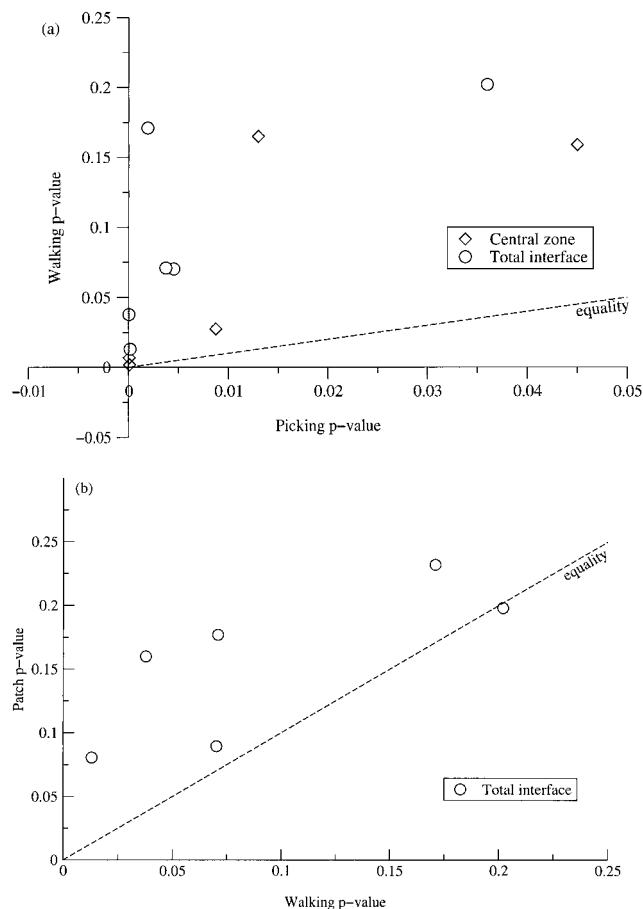 (a)
0.25
0.2
0.15
0.1
0.05
0
−0.05
Walking p−value
◇ Central zone
○ Total interface
equality
−0.01 0 0.01 0.02 0.03 0.04 0.05
Picking p−value
(b)
0.25
0.2
0.15
0.1
0.05
0
Patch p−value
equality
○ Total interface
0 0.05 0.1 0.15 0.2 0.25
Walking p−value